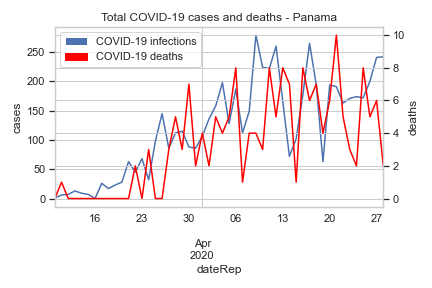 Total COVID-19 cases and deaths - Panama
COVID-19 infections
COVID-19 deaths
cases
250
200
150
100
50
0
deaths
10
8
6
4
2
0
16
23
30
06
13
20
27
Apr
2020
dateRep